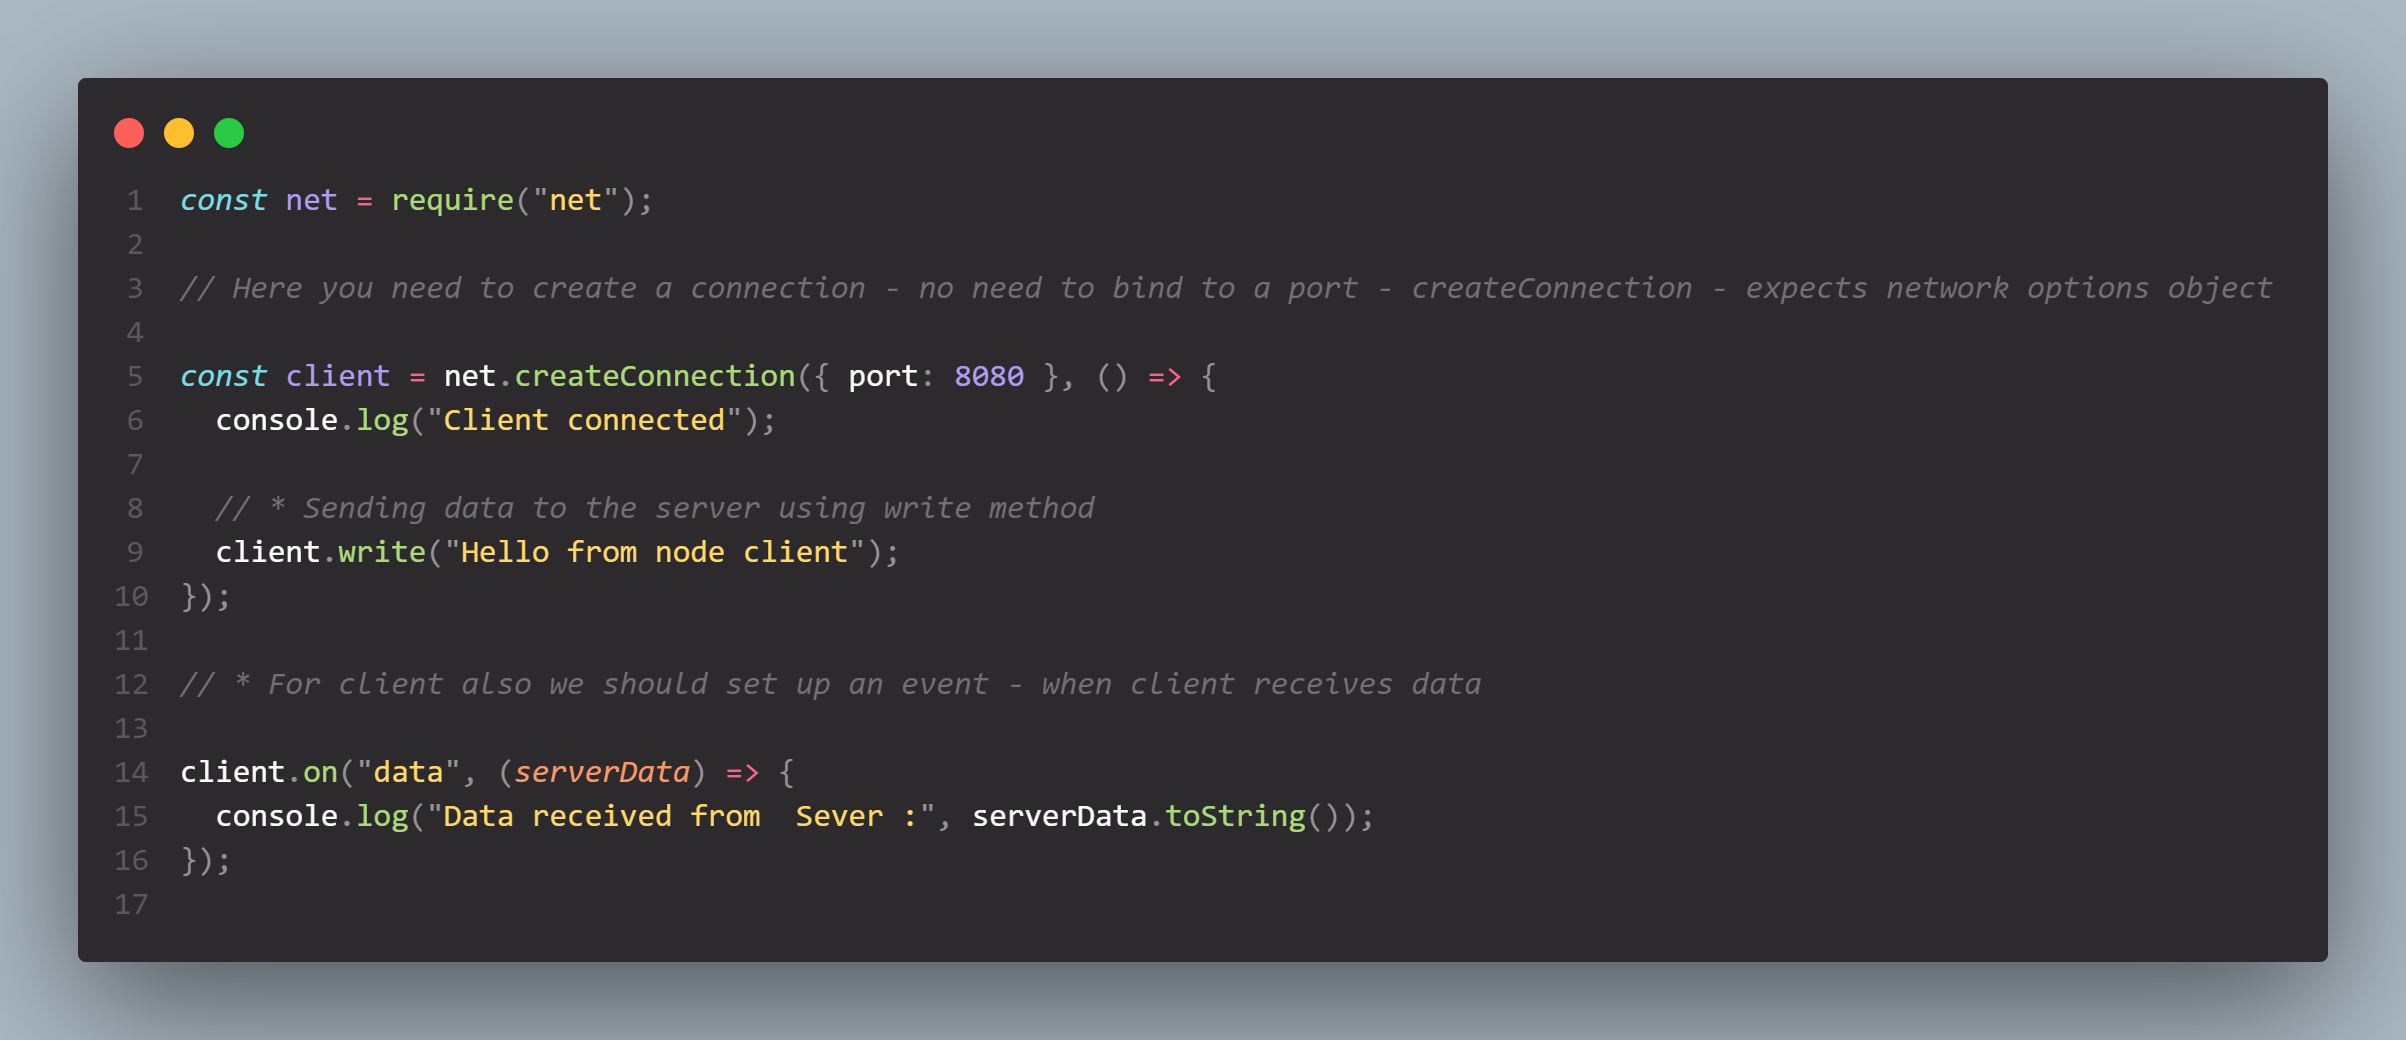 1 const net = require("net");
2
3 // Here you need to create a connection - no need to bind to a port - createConnection - expects network options object
4
5 const client = net.createConnection({ port: 8080 }, () => {
6   console.log("Client connected");
7
8   // * Sending data to the server using write method
9   client.write("Hello from node client");
10 });
11
12 // * For client also we should set up an event - when client receives data
13
14 client.on("data", (serverData) => {
15   console.log("Data received from  Sever :", serverData.toString());
16 });
17